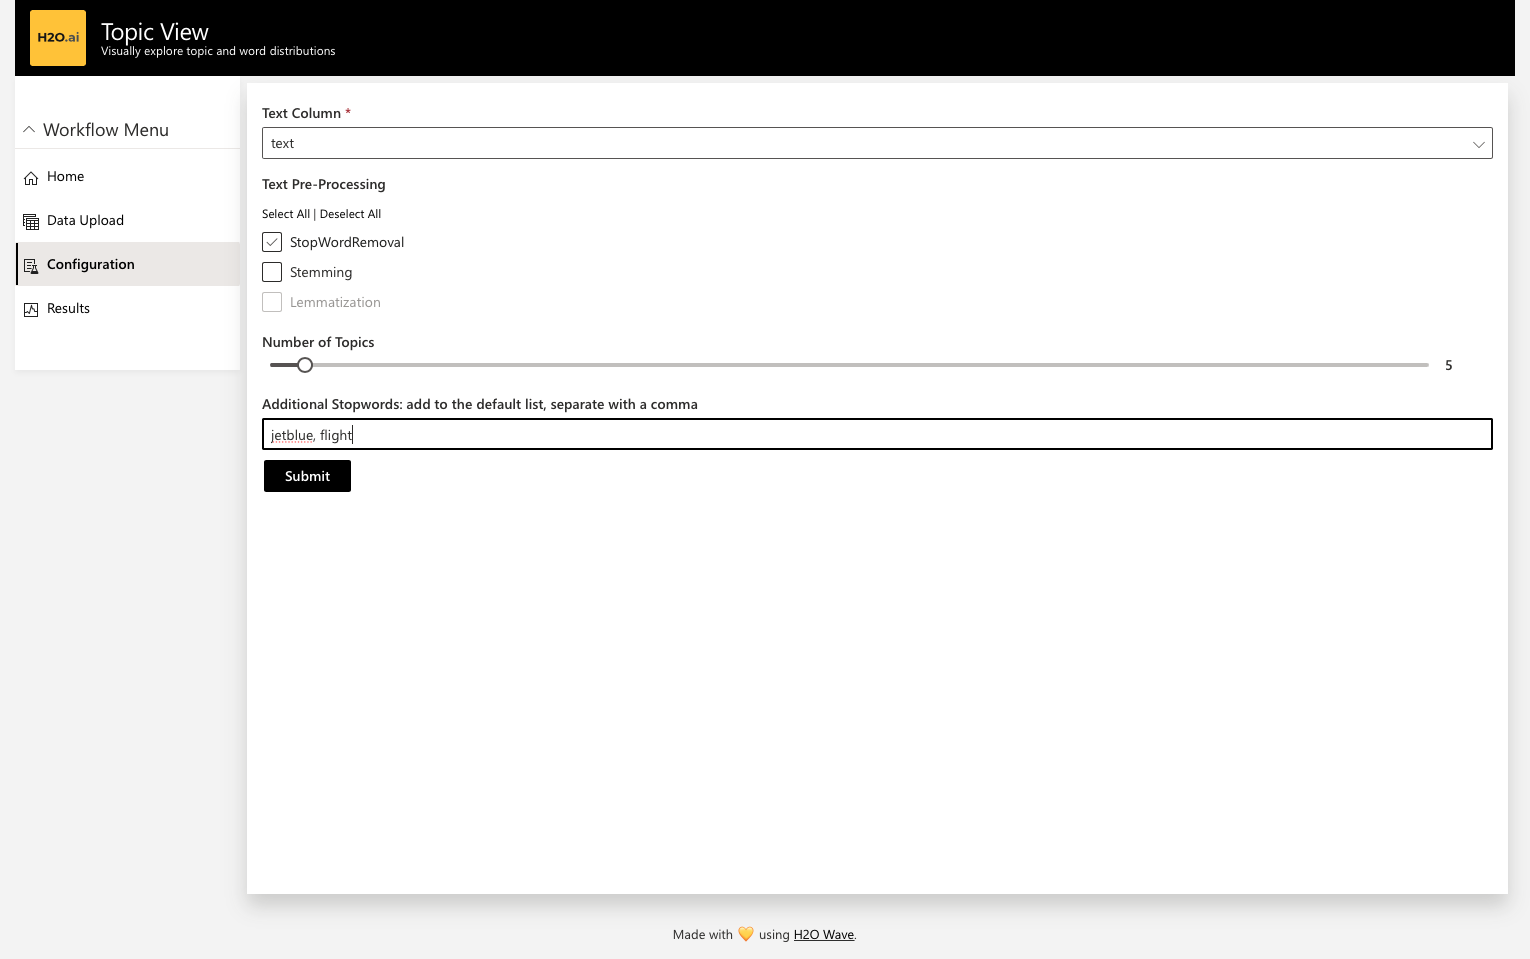 H2O.ai
Topic View
Visually explore topic and word distributions
Workflow Menu
Home
Data Upload
Configuration
Results
Text Column *
text
Text Pre-Processing
Select All | Deselect All
StopWordRemoval
Stemming
Lemmatization
Number of Topics
5
Additional Stopwords: add to the default list, separate with a comma
jetblue, flight
Submit
Made with 💛 using H2O Wave.